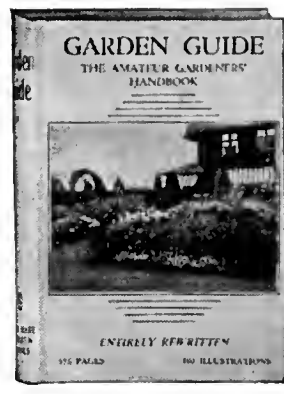 GARDEN GUIDE
THE AMATEUR GARDENERS'
HANDBOOK
ENTIRELY REWRITTEN
PAGES ILLUSTRATIONS